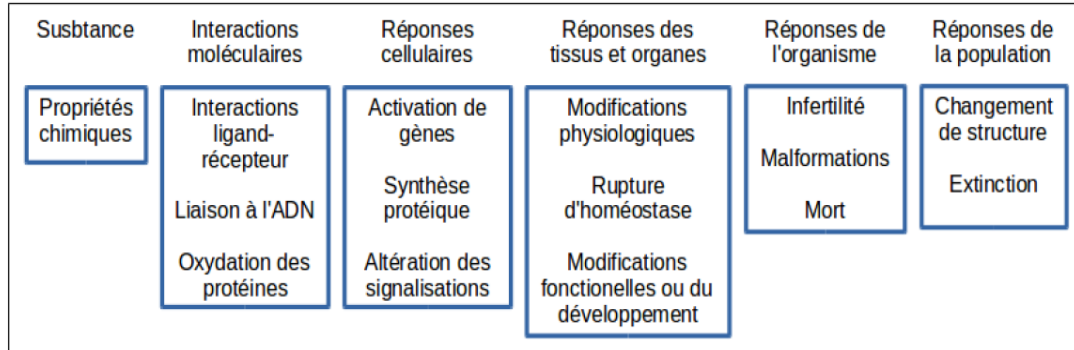 Susbtance
Interactions
moléculaires
Réponses
cellulaires
Réponses des
tissus et organes
Réponses de
l'organisme
Réponses de
la population
Propriétés
chimiques
Interactions
ligand-
récepteur
Liaison à l'ADN
Oxydation des
protéines
Activation de
gènes
Synthèse
protéique
Altération des
signalisations
Modifications
physiologiques
Rupture
d'homéostase
Modifications
fonctionelles ou du
développement
Infertilité
Malformations
Mort
Changement
de structure
Extinction